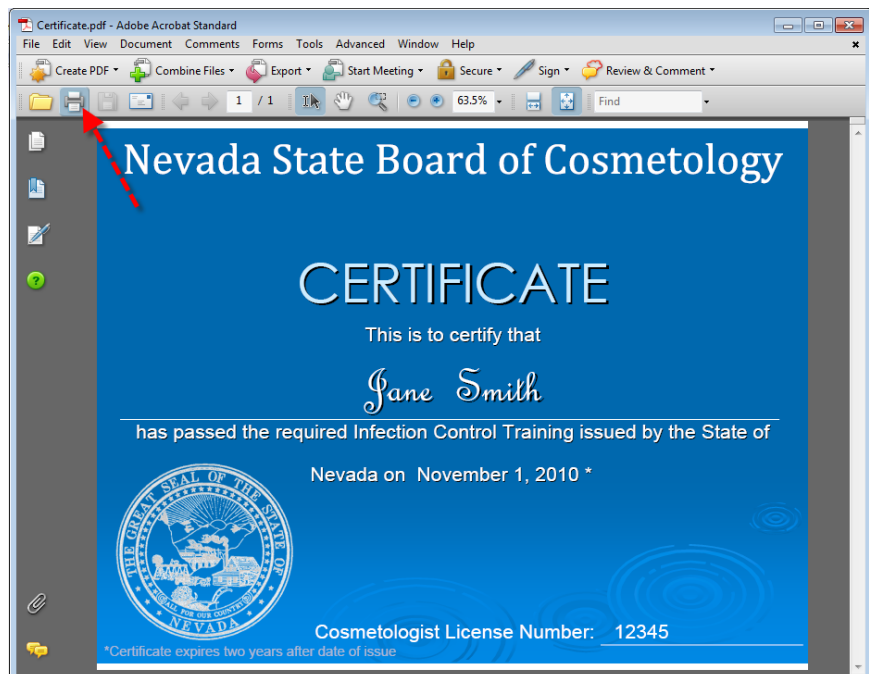 Certificate.pdf - Adobe Acrobat Standard
File Edit View Document Comments Forms Tools Advanced Window Help
Create PDF Combine Files Export Start Meeting Secure Sign Review & Comment
1 / 1 63.5% Find
Nevada State Board of Cosmetology
CERTIFICATE
This is to certify that
Jane Smith
has passed the required Infection Control Training issued by the State of
Nevada on November 1, 2010 *
THE GREAT SEAL OF THE STATE OF NEVADA
ALL FOR OUR COUNTRY
Cosmetologist License Number: 12345
*Certificate expires two years after date of issue